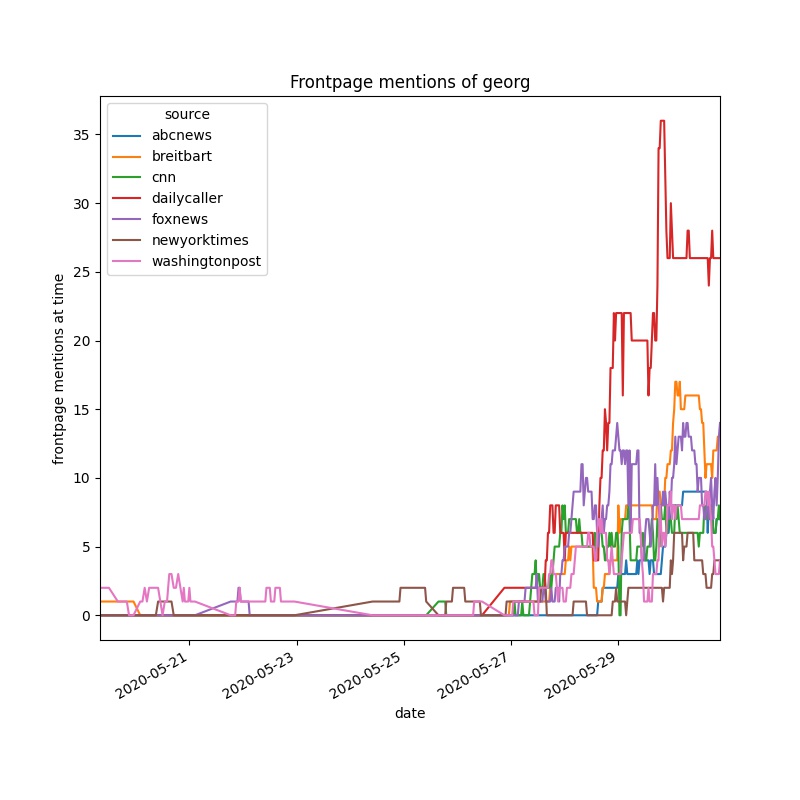 Frontpage mentions of georg
source
abcnews
breitbart
cnn
dailycaller
foxnews
newyorktimes
washingtonpost
frontpage mentions at time
35
30
25
20
15
10
5
0
2020-05-21
2020-05-23
2020-05-25
2020-05-27
2020-05-29
date